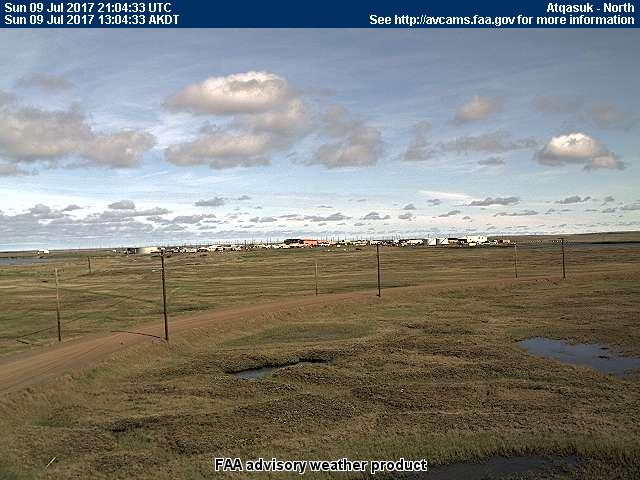 Sun 09 Jul 2017 21:04:33 UTC Atqasuk - North
Sun 09 Jul 2017 13:04:33 AKDT See http://avcams.faa.gov for more information
FAA advisory weather product